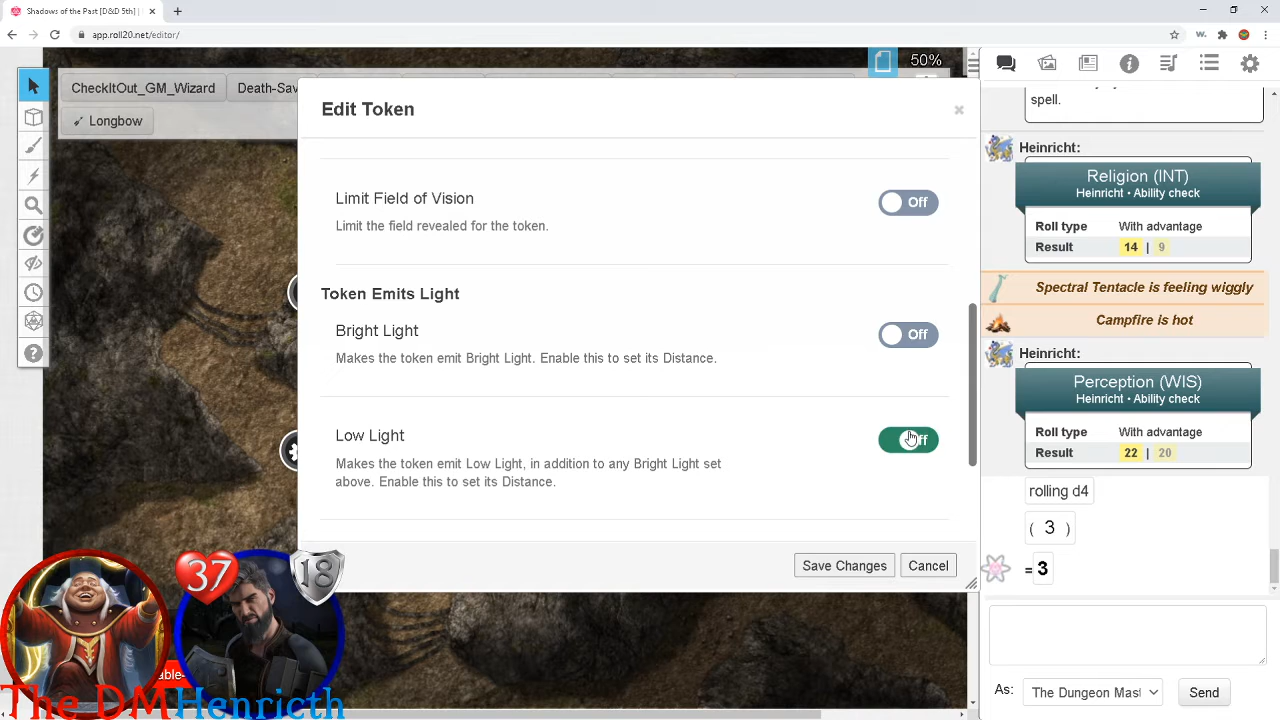 Shadows of the Past [D&D 5th] |
app.roll20.net/editor/
50%
CheckItOut_GM_Wizard
Death-Sav
Longbow
Edit Token
Limit Field of Vision
Off
Limit the field revealed for the token.
Token Emits Light
Bright Light
Off
Makes the token emit Bright Light. Enable this to set its Distance.
Low Light
Makes the token emit Low Light, in addition to any Bright Light set
above. Enable this to set its Distance.
Save Changes
Cancel
spell.
Heinricht:
Religion (INT)
Heinricht • Ability check
Roll type With advantage
Result 14 | 9
Spectral Tentacle is feeling wiggly
Campfire is hot
Heinricht:
Perception (WIS)
Heinricht • Ability check
Roll type With advantage
Result 22 | 20
rolling d4
( 3 )
=3
As: The Dungeon Mast
Send
37
18
able-
The DM
Henricth